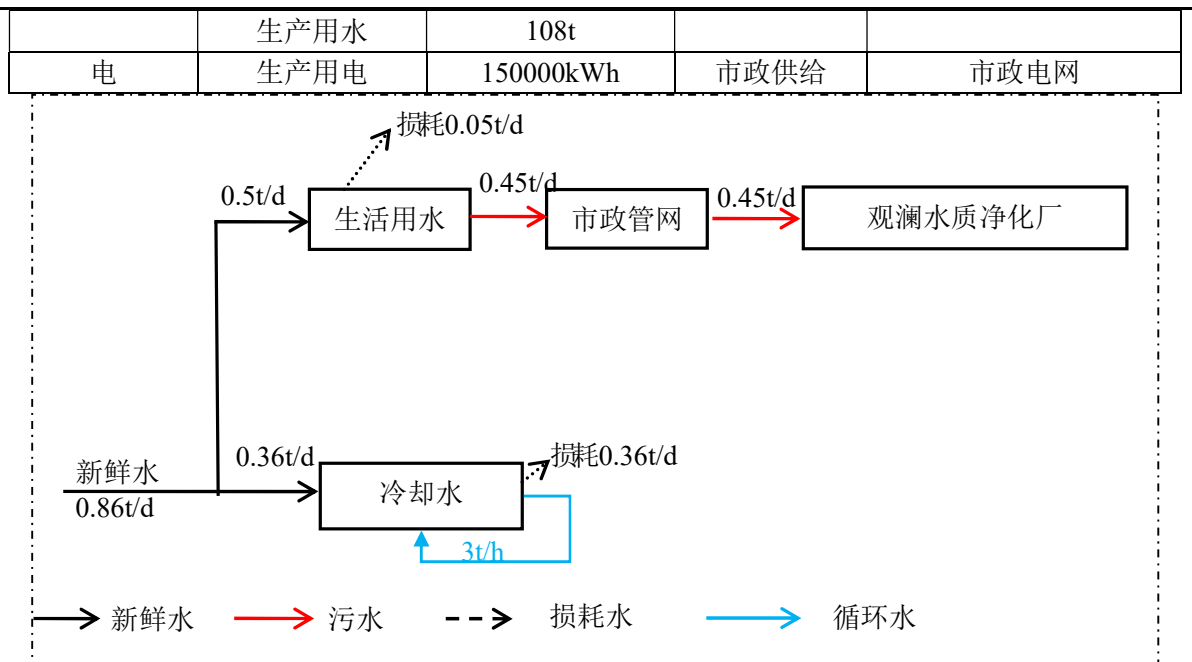 生产用水 108t
电 生产用电 150000kWh 市政供给 市政电网
损耗0.05t/d
0.5t/d 0.45t/d 0.45t/d
生活用水 市政管网 观澜水质净化厂
新鲜水 0.36t/d 损耗0.36t/d
0.86t/d 冷却水
3t/h
新鲜水 污水 损耗水 循环水